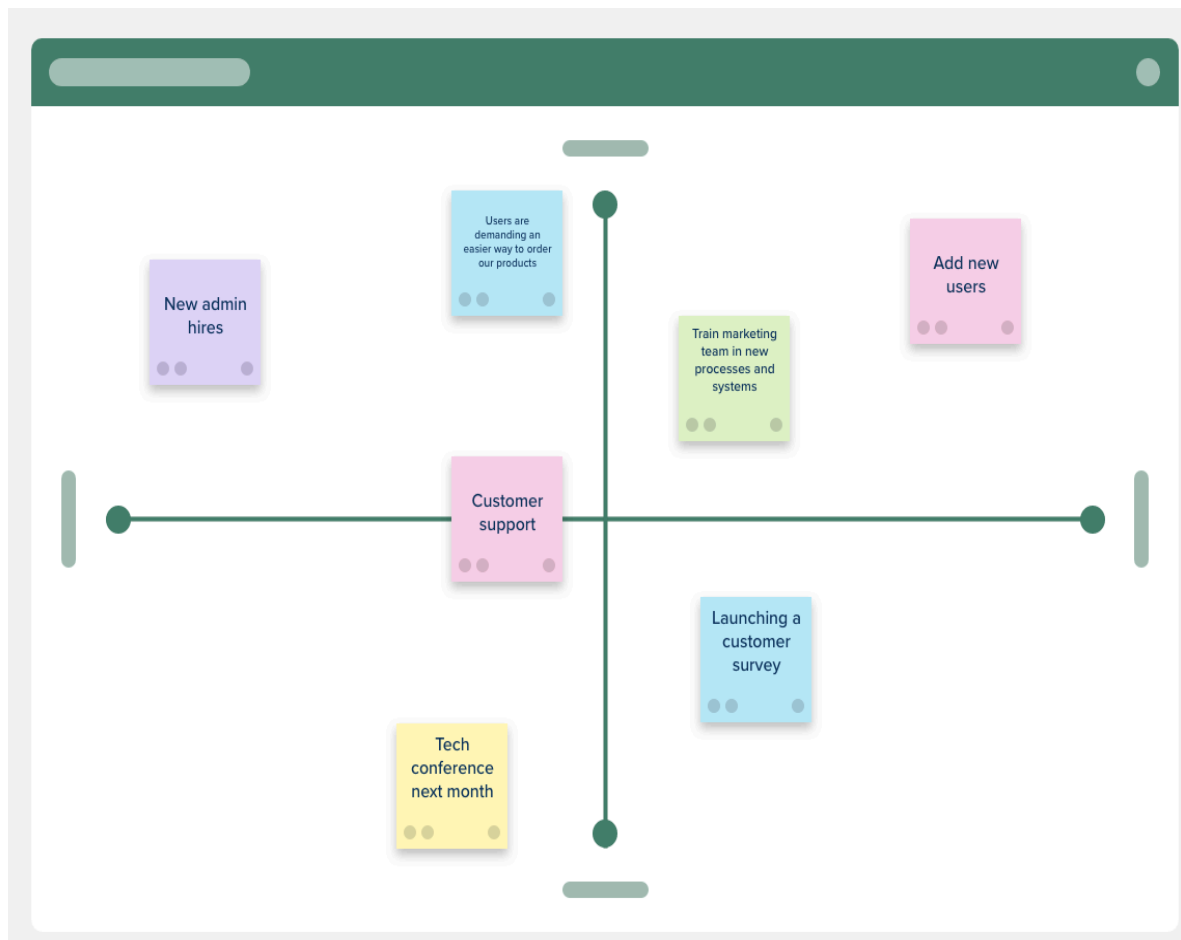 Users are
demanding an
easier way to order
our products
Add new
users
New admin
hires
Train marketing
team in new
processes and
systems
Customer
support
Launching a
customer
survey
Tech
conference
next month